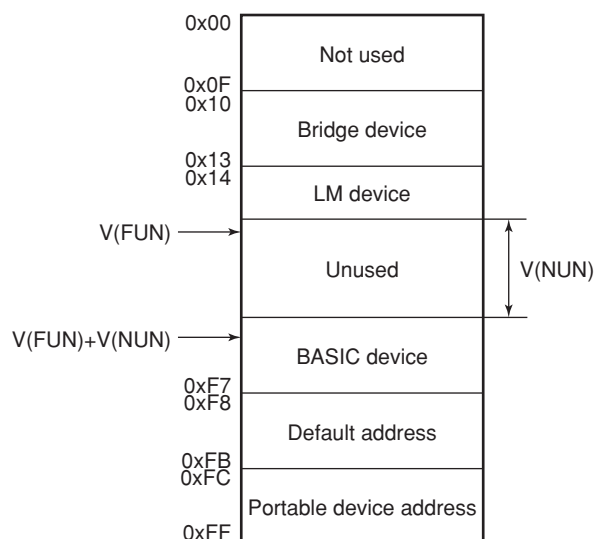 0x00
Not used
0x0F
0x10
Bridge device
0x13
0x14
LM device
V(FUN)
Unused
V(NUN)
V(FUN)+V(NUN)
BASIC device
0xF7
0xF8
Default address
0xFB
0xFC
Portable device address
0xFF